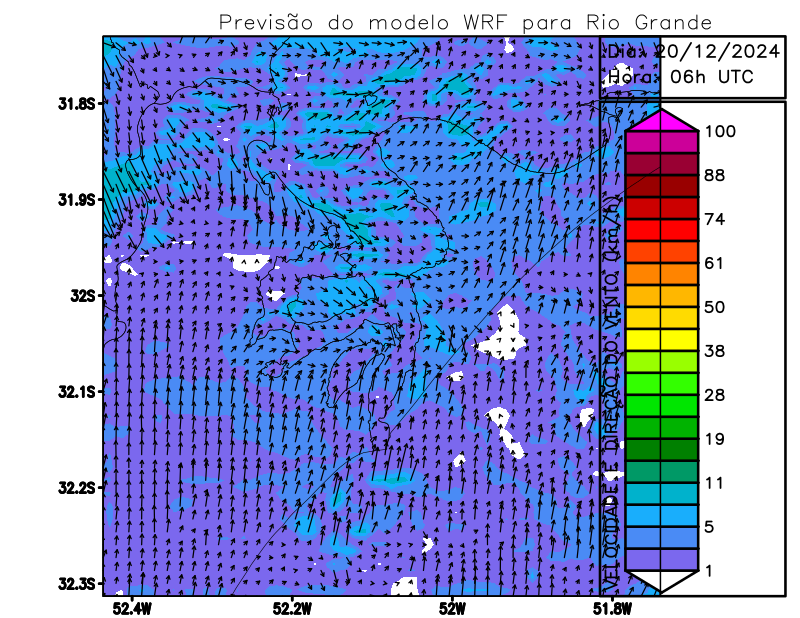 Previsão do modelo WRF para Rio Grande
Dia: 20/12/2024
Hora: 06h UTC
31.8S
31.9S
32S
32.1S
32.2S
32.3S
52.4W
52.2W
52W
51.8W
VELOCIDADE E DIREÇÃO DO VENTO (km/h)
100
88
74
61
50
38
28
19
11
5
1